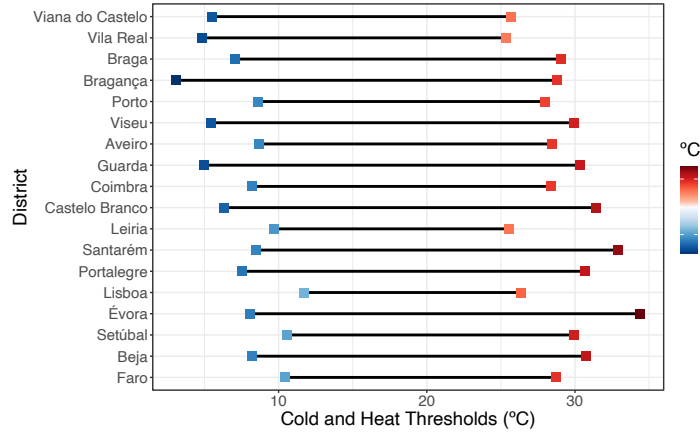 Viana do Castelo
Vila Real
Braga
Bragança
Porto
Viseu
Aveiro
Guarda
Coimbra
Castelo Branco
Leiria
Santarém
Portalegre
Lisboa
Évora
Setúbal
Beja
Faro
District
10 20 30
Cold and Heat Thresholds (ºC)
ºC